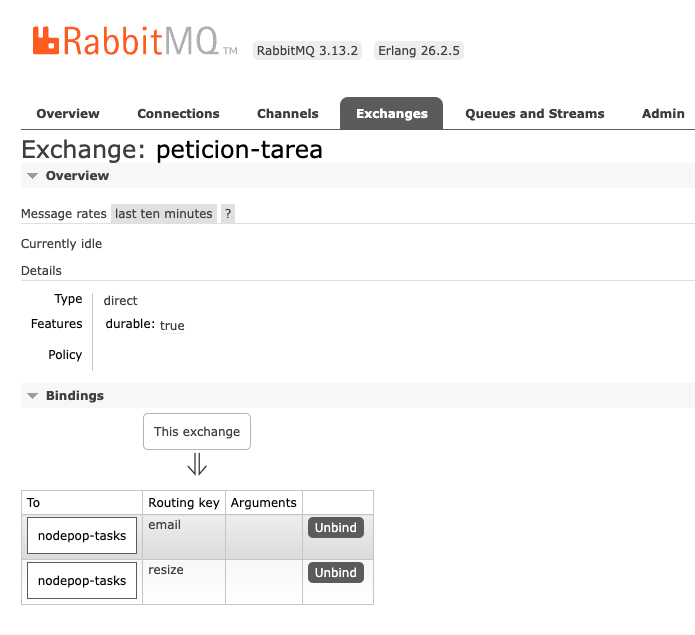 RabbitMQ TM RabbitMQ 3.13.2 Erlang 26.2.5
Overview Connections Channels Exchanges Queues and Streams Admin
Exchange: peticion-tarea
Overview
Message rates last ten minutes ?
Currently idle
Details
Type direct
Features durable: true
Policy
Bindings
This exchange
⇓
To Routing key Arguments
nodepop-tasks email Unbind
nodepop-tasks resize Unbind